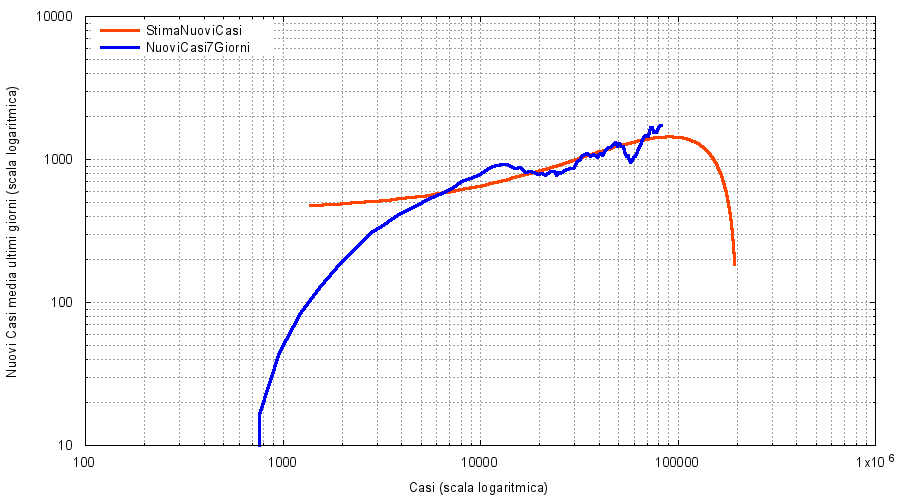 10000
StimaNuoviCasi
NuoviCasi7Giorni
1000
100
10
Nuovi Casi media ultimi giorni (scala logaritmica)
100 1000 10000 100000 1x10 6
Casi (scala logaritmica)